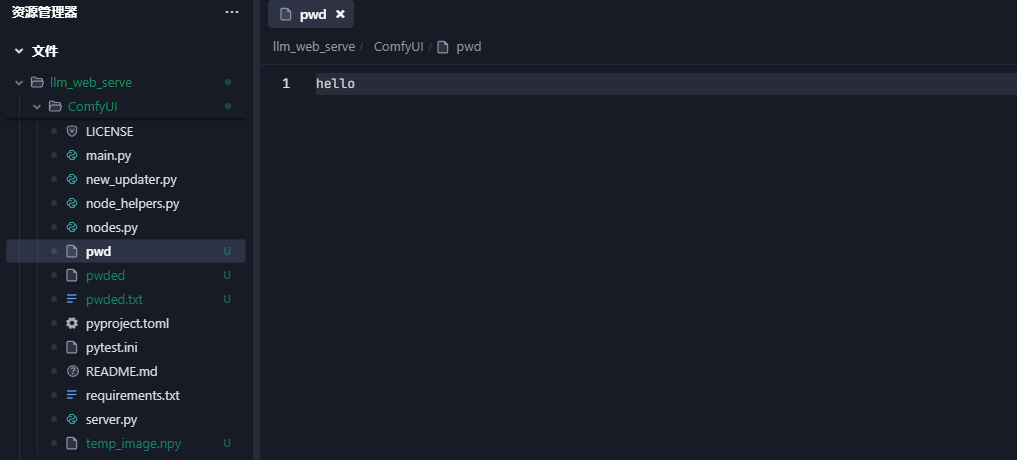 资源管理器 ···
文件
llm_web_serve
ComfyUI
LICENSE
main.py
new_updater.py
node_helpers.py
nodes.py
pwd U
pwded U
pwded.txt U
pyproject.toml
pytest.ini
README.md
requirements.txt
server.py
temp_image.npy U
pwd ×
llm_web_serve / ComfyUI / pwd
1 hello